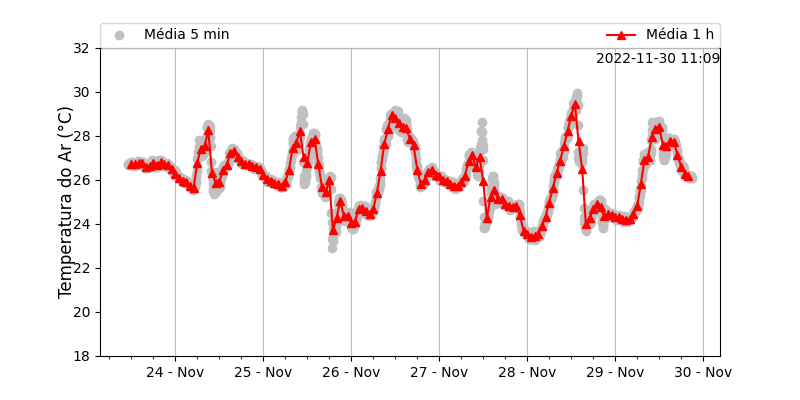 Média 5 min
Média 1 h
2022-11-30 11:09
Temperatura do Ar (°C)
32
30
28
26
24
22
20
18
24 - Nov
25 - Nov
26 - Nov
27 - Nov
28 - Nov
29 - Nov
30 - Nov